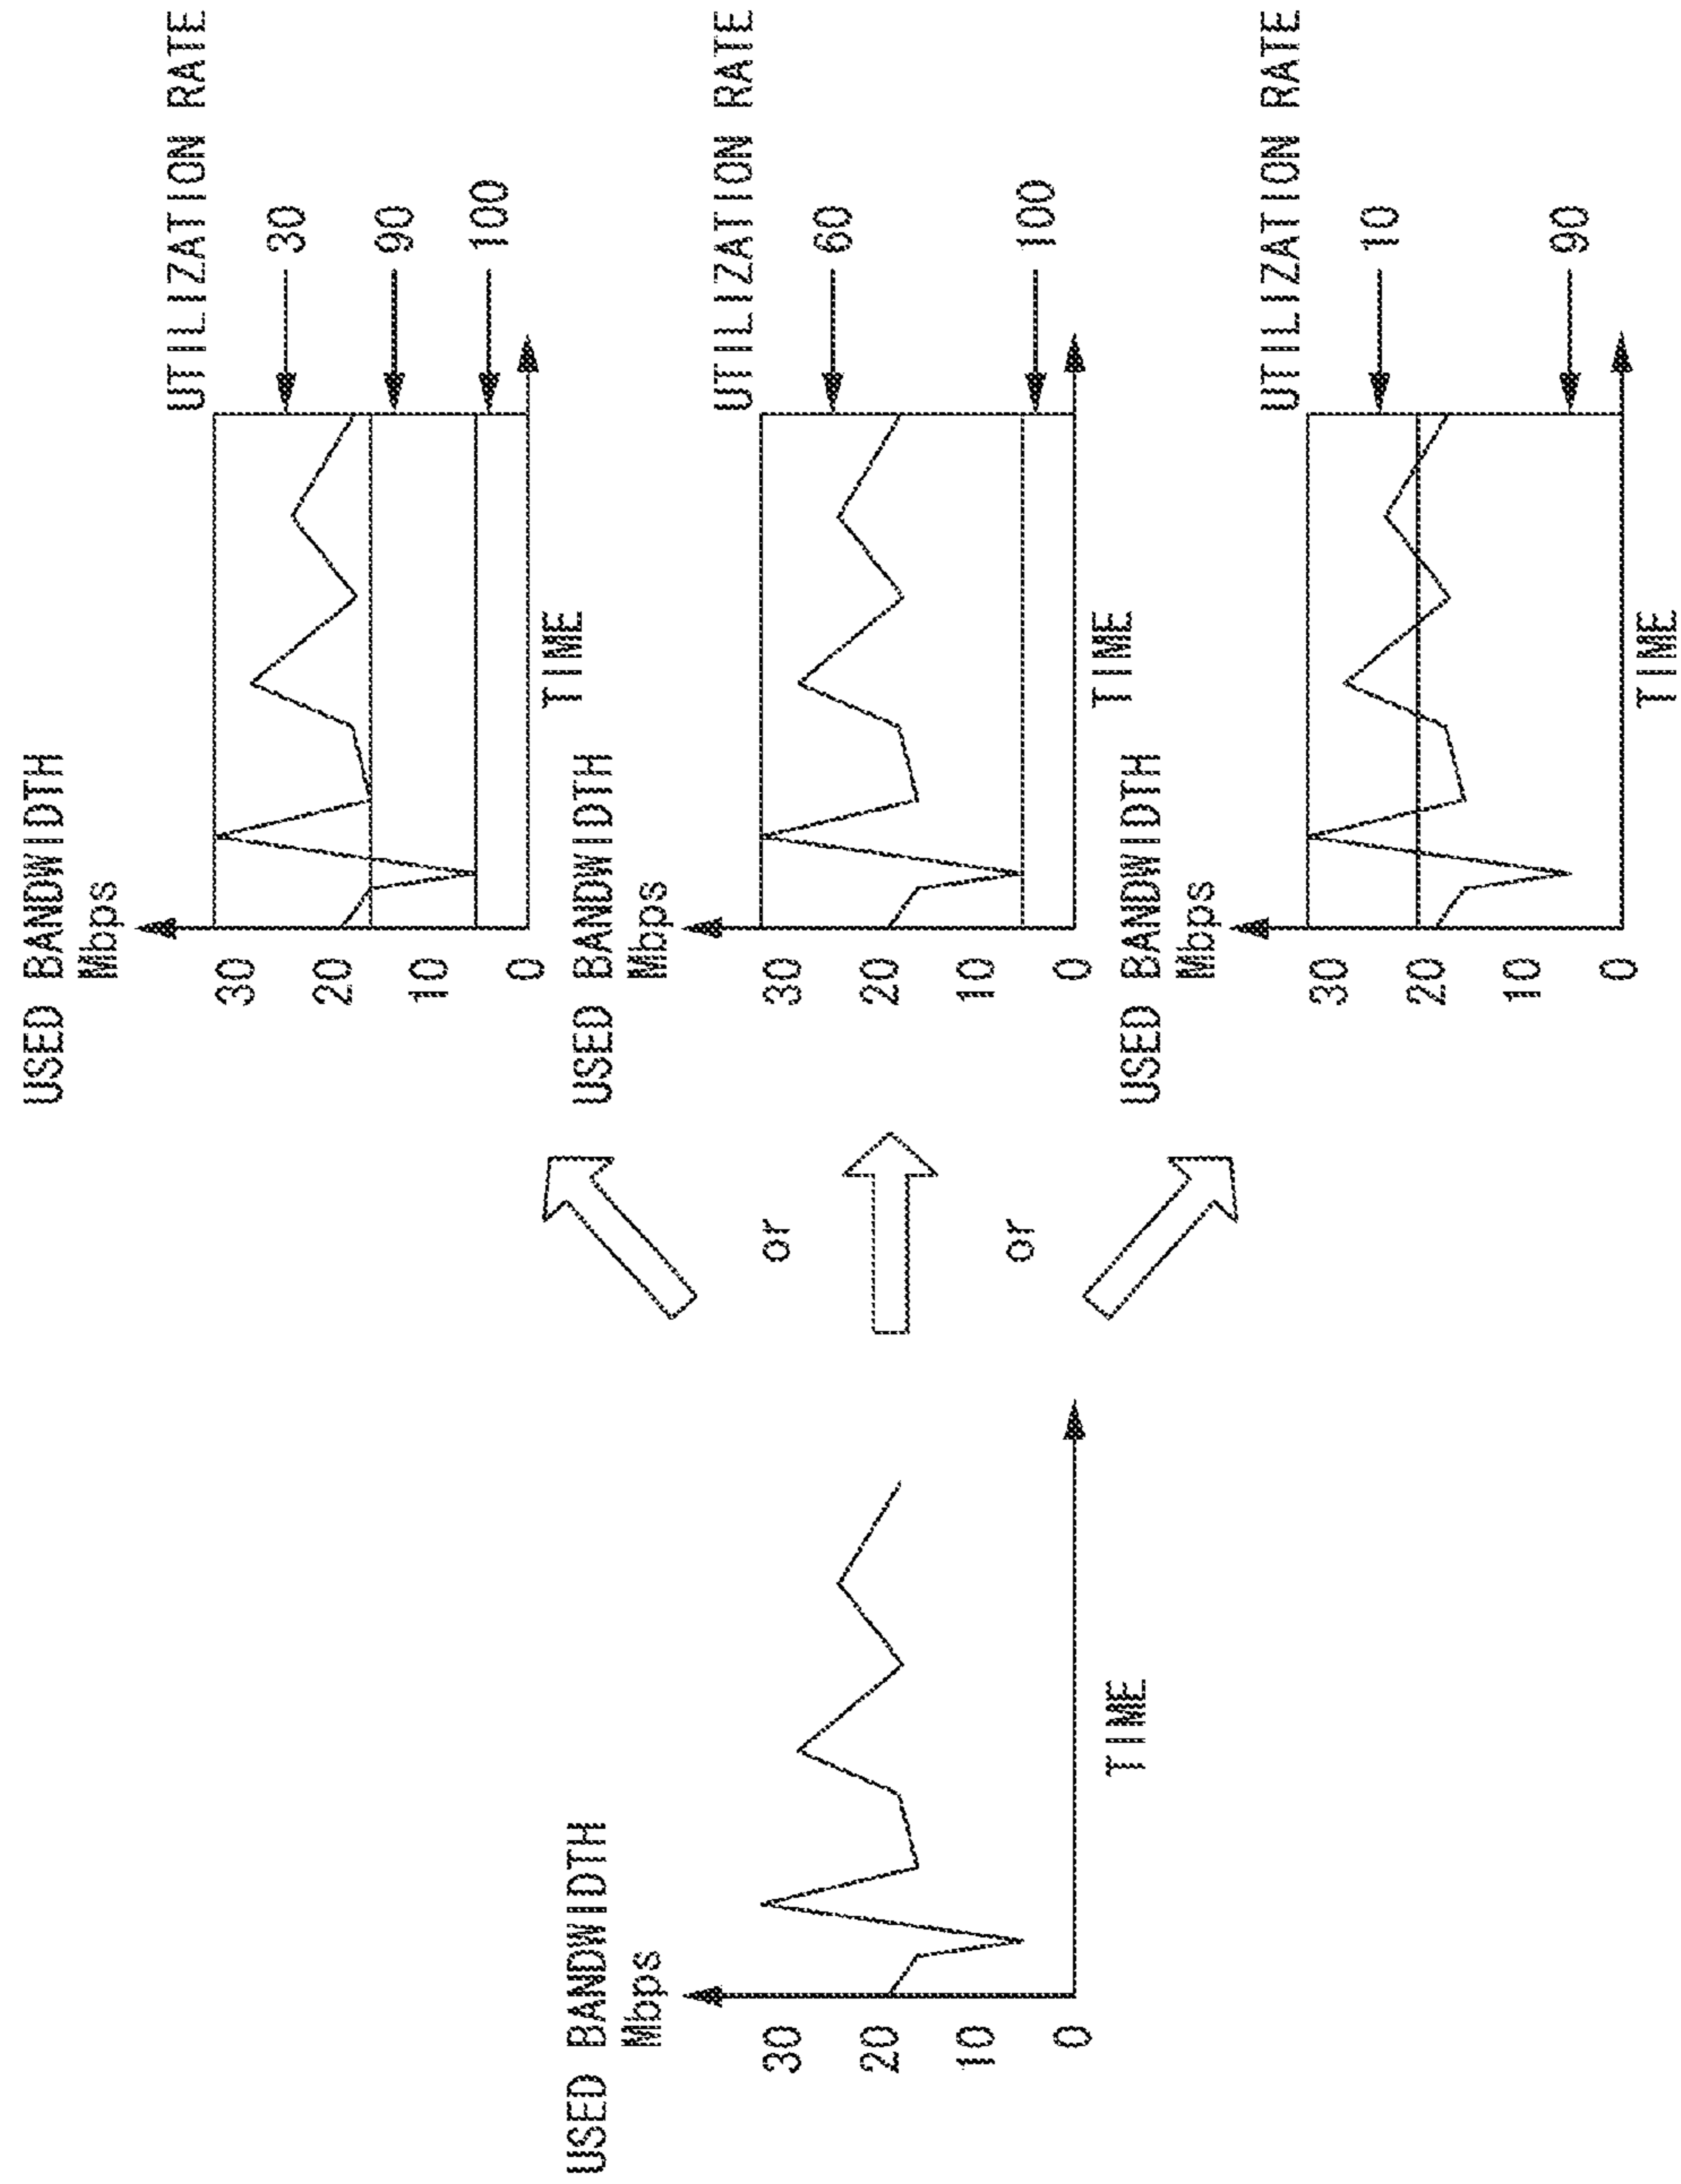 USED BANDWIDTH
Mbps
30
20
10
0
TIME
or
or
USED BANDWIDTH
Mbps
30
20
10
0
TIME
UTILIZATION RATE
30
90
100
USED BANDWIDTH
Mbps
30
20
10
0
TIME
UTILIZATION RATE
60
100
USED BANDWIDTH
Mbps
30
20
10
0
TIME
UTILIZATION RATE
10
90